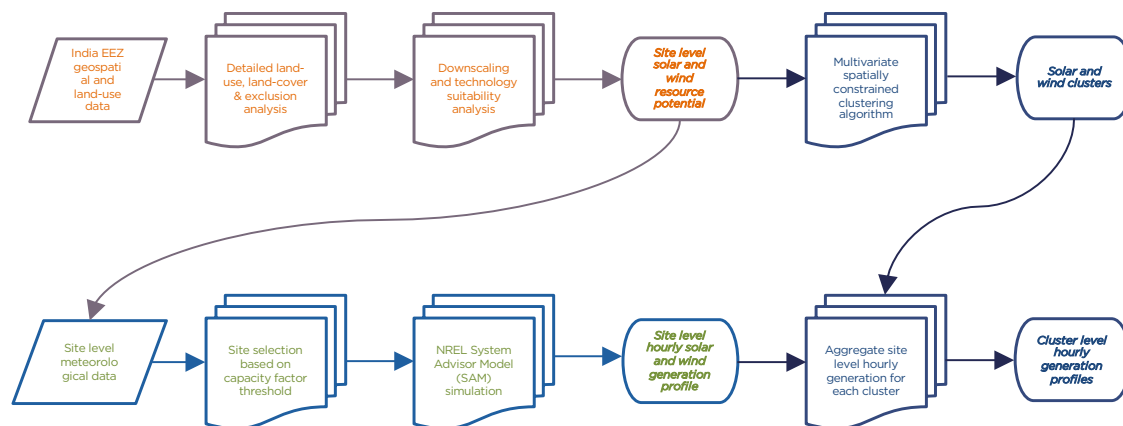 India EEZ
geospati
al and
land-use
data
Detailed land-
use, land-cover
& exclusion
analysis
Downscaling
and technology
suitability
analysis
Site level
solar and
wind
resource
potential
Multivariate
spatially
constrained
clustering
algorithm
Solar and
wind clusters
Site level
meteorolo
gical data
Site selection
based on
capacity factor
threshold
NREL System
Advisor Model
(SAM)
simulation
Site level
hourly solar
and wind
generation
profile
Aggregate site
level hourly
generation for
each cluster
Cluster level
hourly
generation
profiles